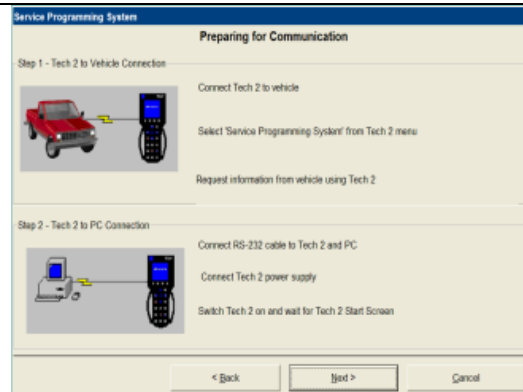 Service Programming System
Preparing for Communication
Step 1 - Tech 2 to Vehicle Connection
Connect Tech 2 to vehicle
Select 'Service Programming System' from Tech 2 menu
Request information from vehicle using Tech 2
Step 2 - Tech 2 to PC Connection
Connect RS-232 cable to Tech 2 and PC
Connect Tech 2 power supply
Switch Tech 2 on and wait for Tech 2 Start Screen
< Back
Next >
Cancel